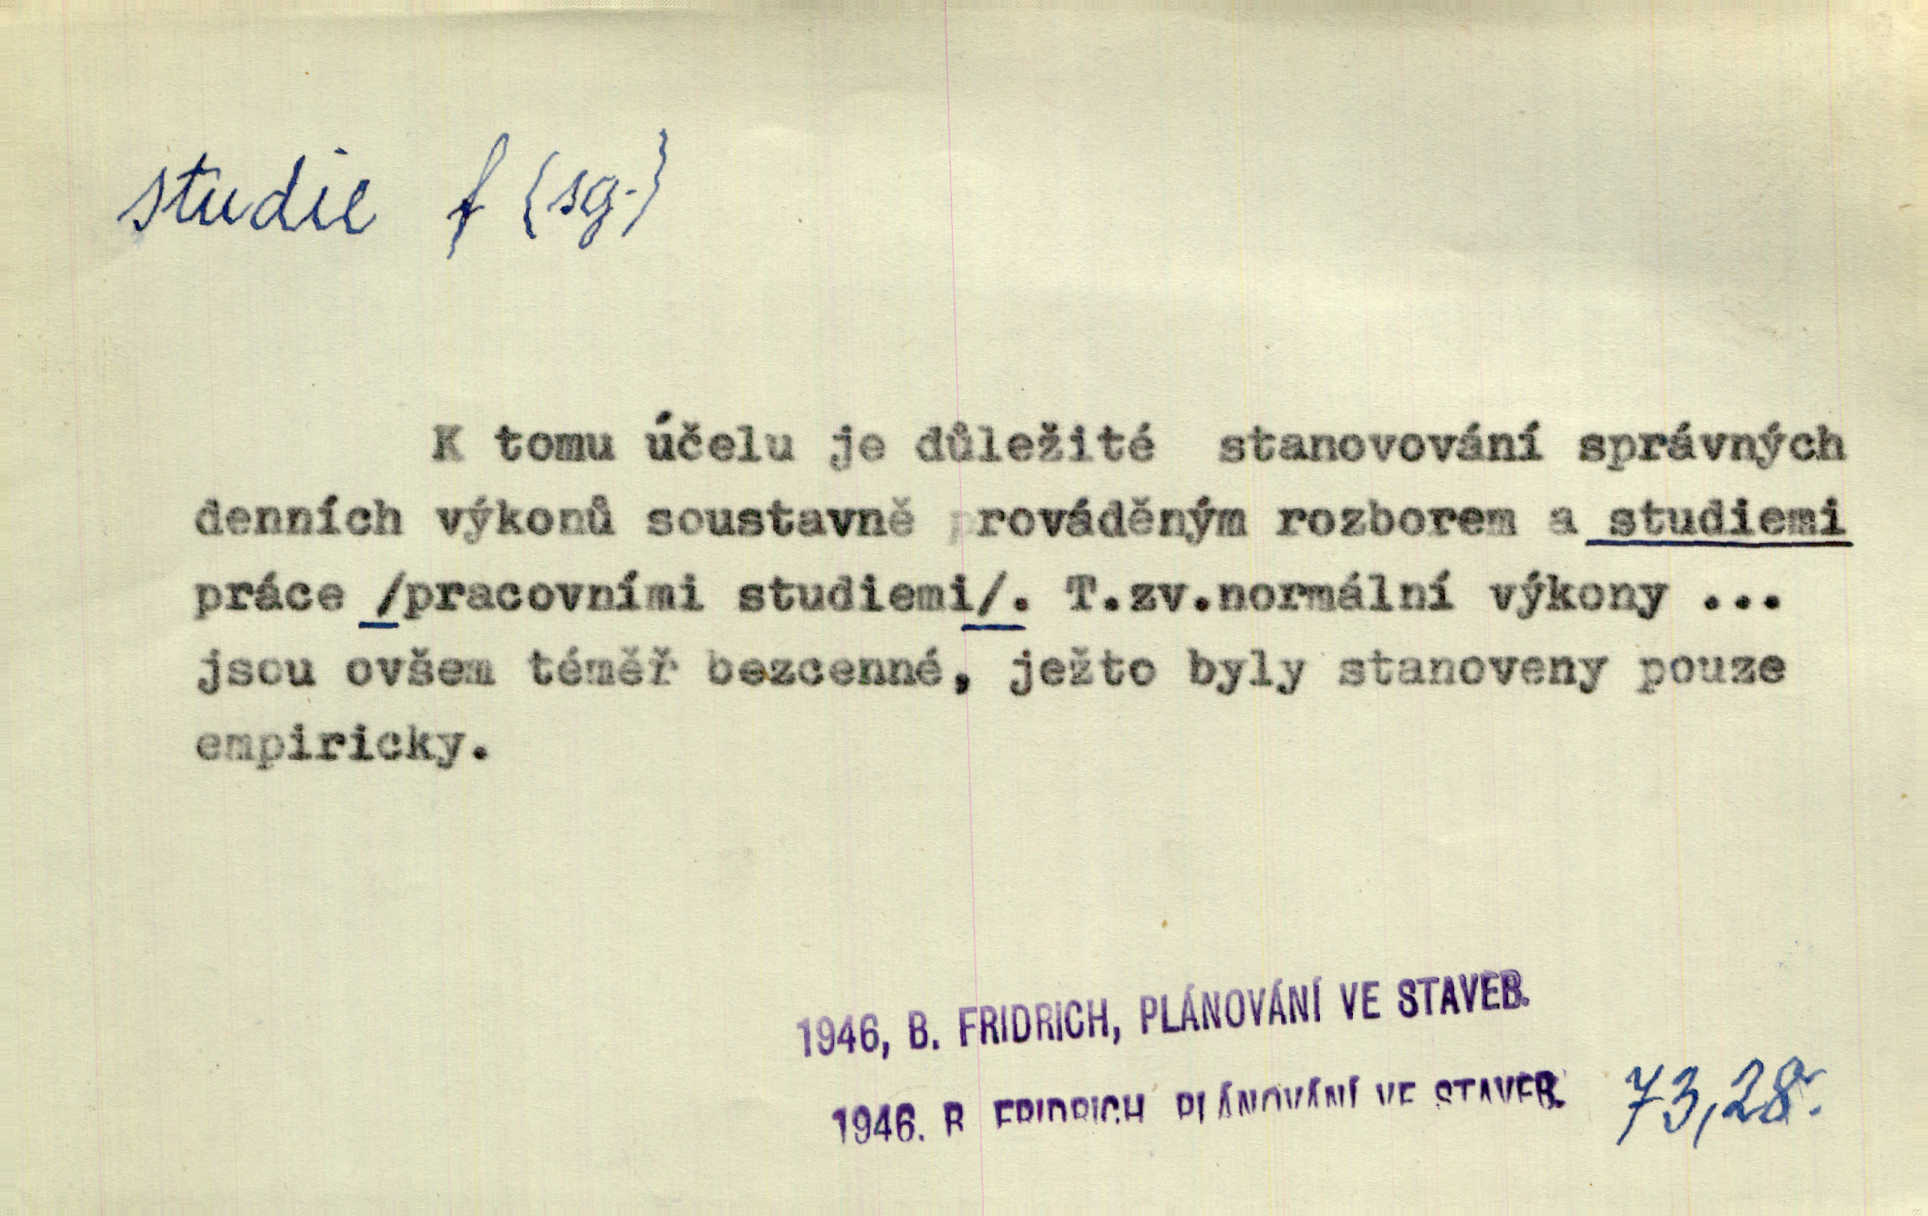 studie f (sg.)
K tomu účelu je důležité stanovování správných
denních výkonů soustavně prováděným rozborem a studiemi
práce /pracovními studiemi/. T.zv.normální výkony ...
jsou ovšem téměř bezcenné, ježto byly stanoveny pouze
empiricky.
1946, B. FRIDRICH, PLÁNOVÁNÍ VE STAVEB.
1946. B FRIDRICH PLÁNOVÁNÍ VE STAVEB. 73,28.